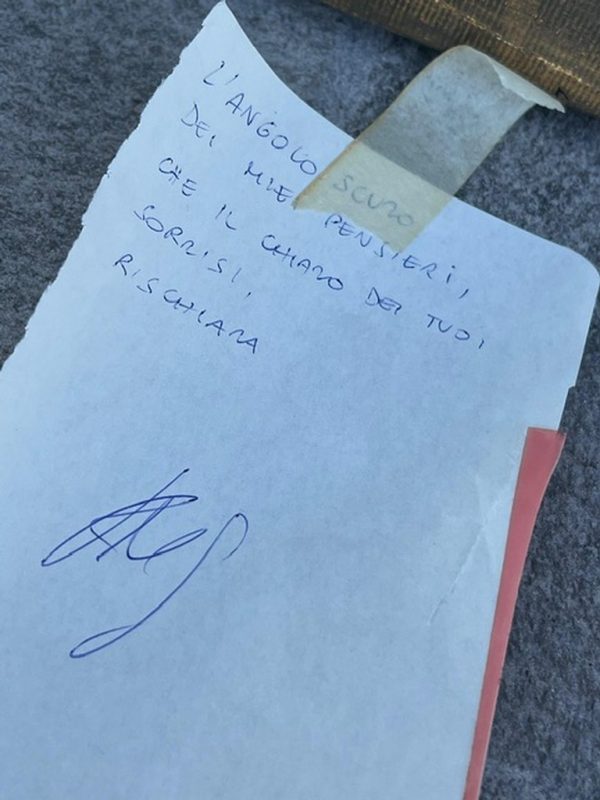 L'ANGOLO SCURO
DEI MIEI PENSIERI,
CHE IL CHIARO DEI TUOI
SORRISI,
RISCHIARA